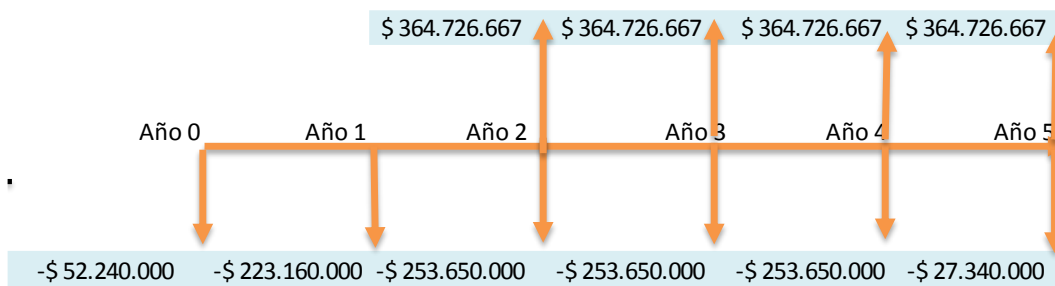 $ 364.726.667 $ 364.726.667 $ 364.726.667 $ 364.726.667
Año 0 Año 1 Año 2 Año 3 Año 4 Año 5
.
-$ 52.240.000 -$ 223.160.000 -$ 253.650.000 -$ 253.650.000 -$ 253.650.000 -$ 27.340.000